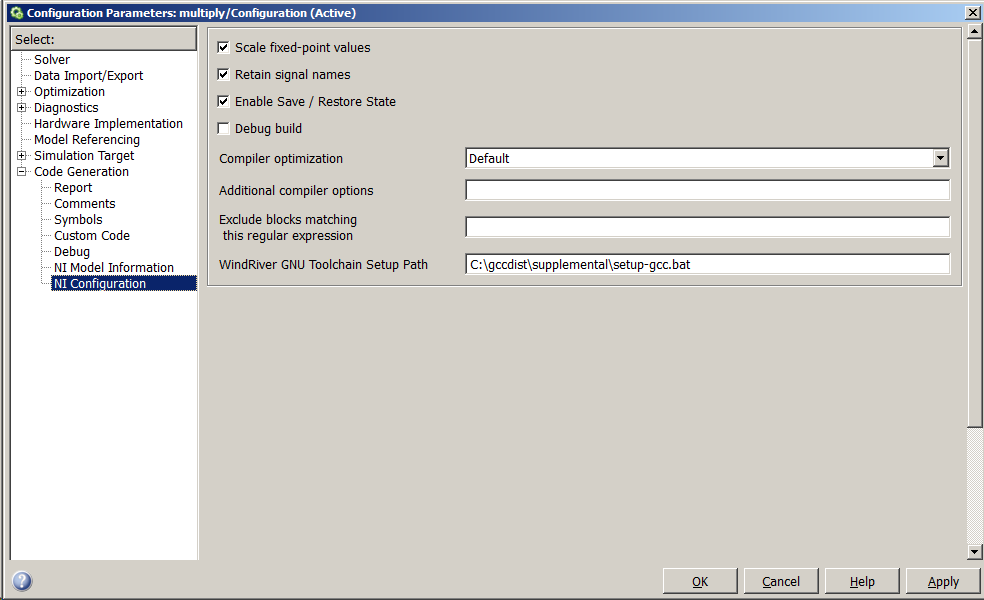 Configuration Parameters: multiply/Configuration (Active)
Select:
Solver
Data Import/Export
Optimization
Diagnostics
Hardware Implementation
Model Referencing
Simulation Target
Code Generation
Report
Comments
Symbols
Custom Code
Debug
NI Model Information
NI Configuration
Scale fixed-point values
Retain signal names
Enable Save / Restore State
Debug build
Compiler optimization
Default
Additional compiler options
Exclude blocks matching
this regular expression
WindRiver GNU Toolchain Setup Path
C:\gccdist\supplemental\setup-gcc.bat
?
OK
Cancel
Help
Apply